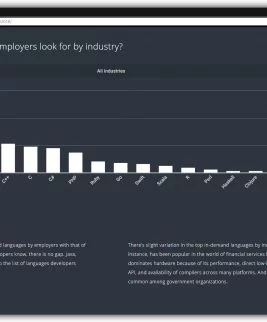 mployers look for by industry?
All industries
C++
C
C#
PHP
Ruby
Go
Swift
Scala
R
Perl
Haskell
Clojure
d languages by employers with that of
There's slight variation in the top in-demand languages by in
employers know, there is no gap. Java,
instance, has been popular in the world of financial services f
o the list of languages developers
dominates hardware because of its performance, direct low-l
API, and availability of compilers across many platforms. And
common among government organizations.